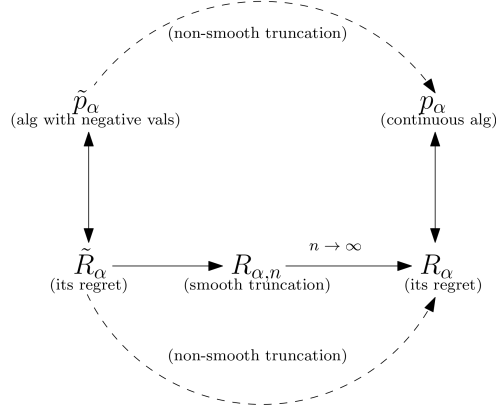 (non-smooth truncation)
p̃_α p_α
(alg with negative vals) (continuous alg)
n → ∞
R̃_α R_{α,n} R_α
(its regret) (smooth truncation) (its regret)
(non-smooth truncation)